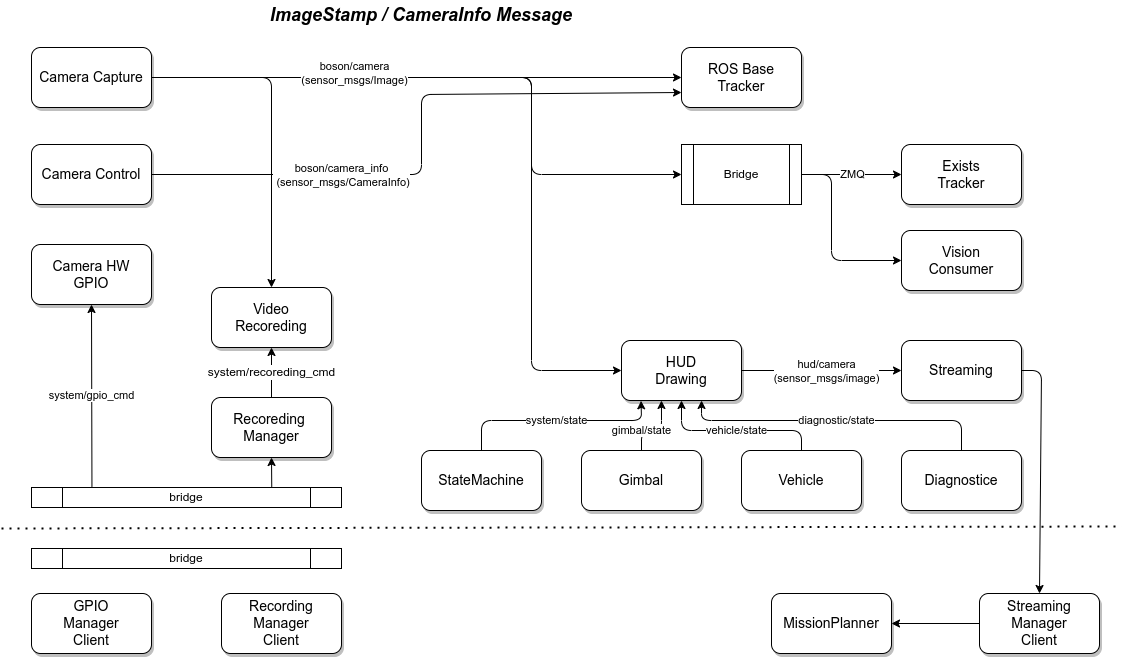 ImageStamp / CameraInfo Message
Camera Capture
boson/camera
(sensor_msgs/Image)
ROS Base
Tracker
Camera Control
boson/camera_info
(sensor_msgs/CameraInfo)
Bridge
ZMQ
Exists
Tracker
Camera HW
GPIO
Vision
Consumer
Video
Recoreding
HUD
Drawing
hud/camera
(sensor_msgs/image)
Streaming
system/recoreding_cmd
system/gpio_cmd
Recoreding
Manager
system/state
gimbal/state
vehicle/state
diagnostic/state
StateMachine
Gimbal
Vehicle
Diagnostice
bridge
bridge
GPIO
Manager
Client
Recording
Manager
Client
MissionPlanner
Streaming
Manager
Client